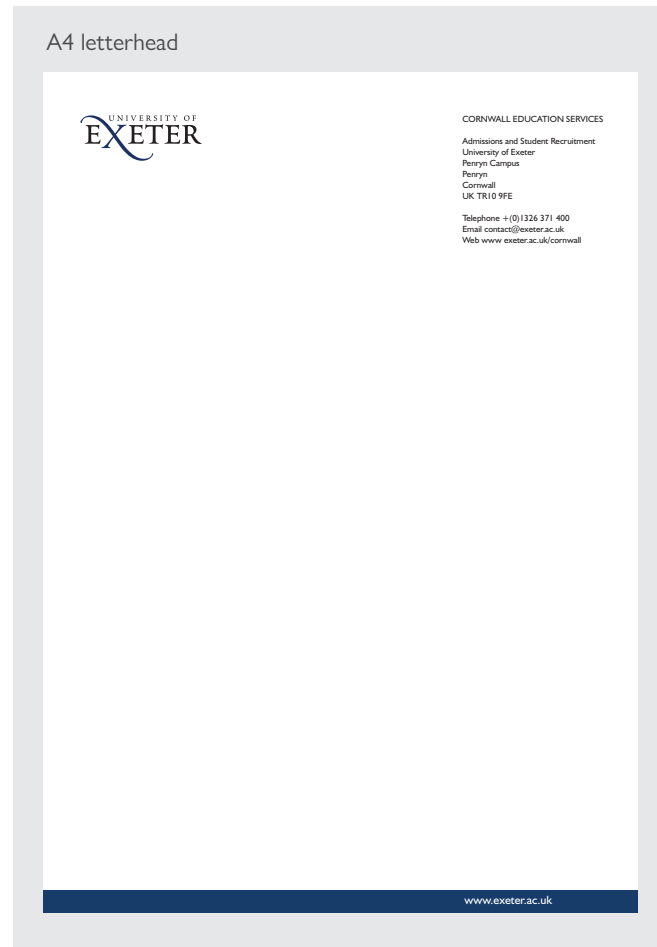 A4 letterhead
UNIVERSITY OF
EXETER
CORNWALL EDUCATION SERVICES
Admissions and Student Recruitment
University of Exeter
Penryn Campus
Penryn
Cornwall
UK TR10 9FE
Telephone +(0)1326 371 400
Email contact@exeter.ac.uk
Web www exeter.ac.uk/cornwall
www.exeter.ac.uk